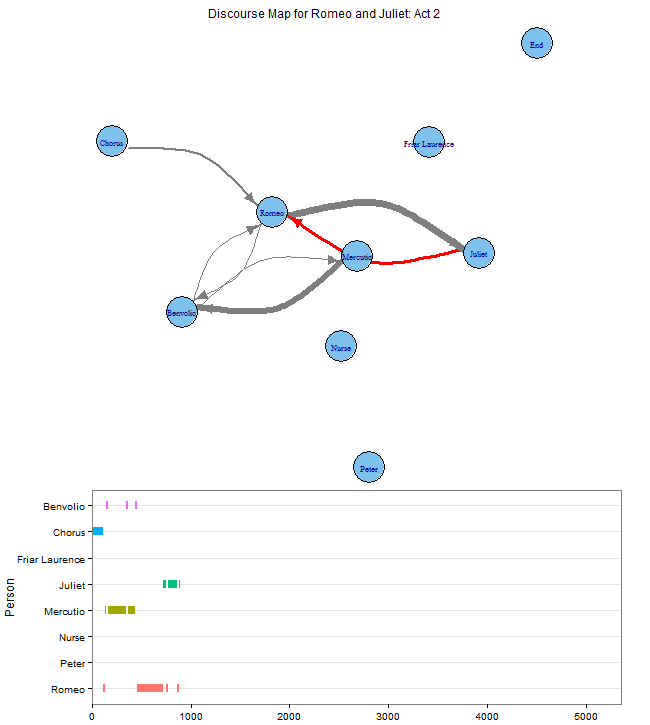 Discourse Map for Romeo and Juliet: Act 2
End
Chorus
Friar Laurence
Romeo
Mercutio
Juliet
Benvolio
Nurse
Peter
Person
Benvolio
Chorus
Friar Laurence
Juliet
Mercutio
Nurse
Peter
Romeo
0 1000 2000 3000 4000 5000